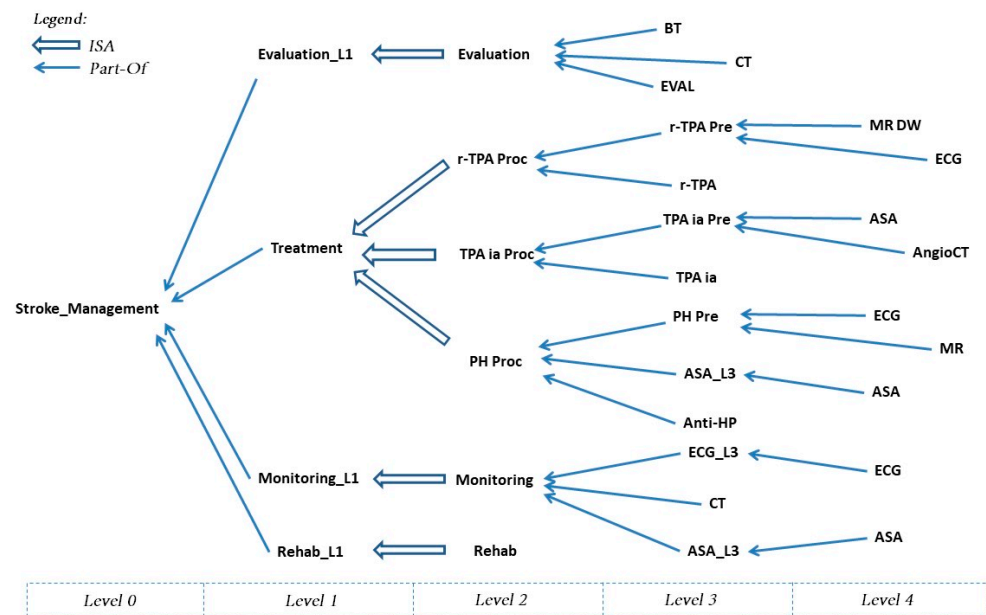 Legend:
ISA
Part-Of
BT
Evaluation_L1
Evaluation
CT
EVAL
r-TPA Pre
MR DW
r-TPA Proc
ECG
r-TPA
TPA ia Pre
ASA
Treatment
TPA ia Proc
AngioCT
TPA ia
Stroke_Management
PH Pre
ECG
MR
PH Proc
ASA_L3
ASA
Anti-HP
ECG_L3
Monitoring_L1
Monitoring
ECG
CT
Rehab_L1
Rehab
ASA_L3
ASA
Level 0
Level 1
Level 2
Level 3
Level 4